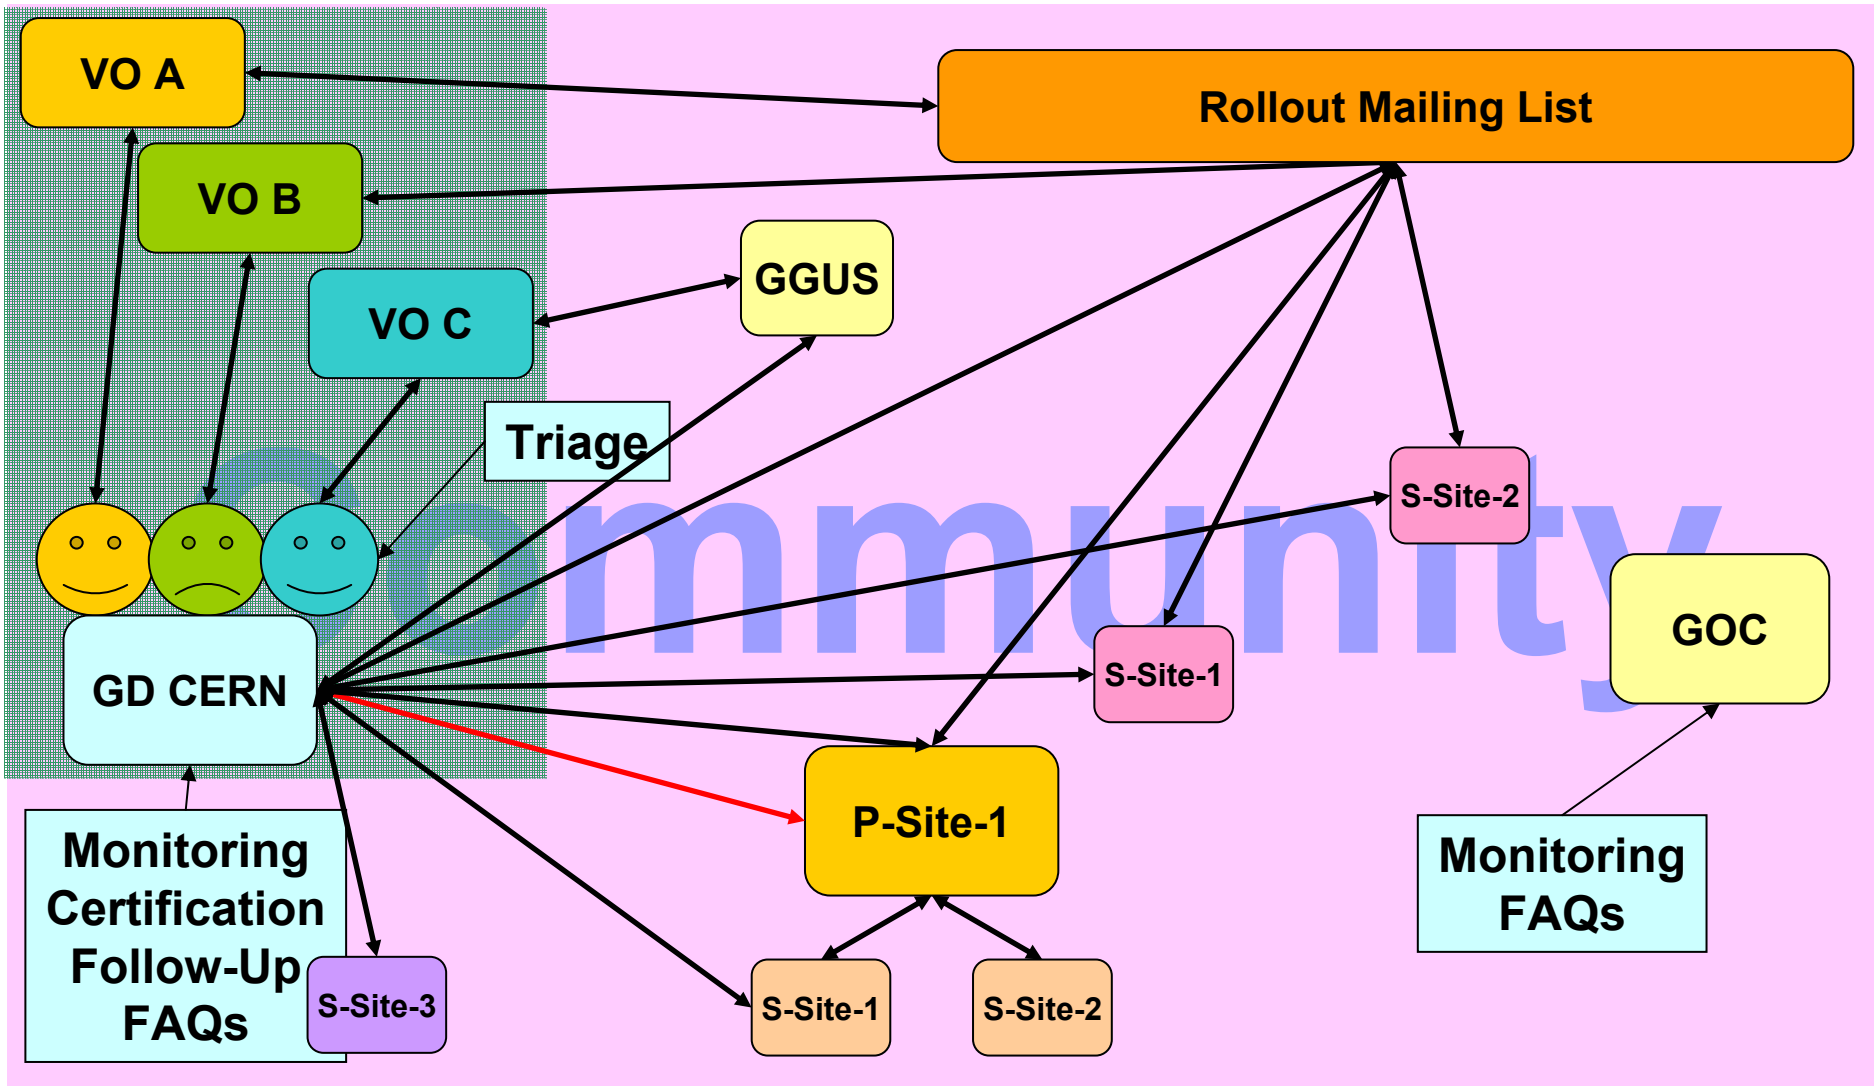 VO A
Rollout Mailing List
VO B
GGUS
VO C
Triage
Community
S-Site-2
GOC
S-Site-1
GD CERN
P-Site-1
Monitoring
Certification
Follow-Up
FAQs
Monitoring
FAQs
S-Site-3
S-Site-1
S-Site-2